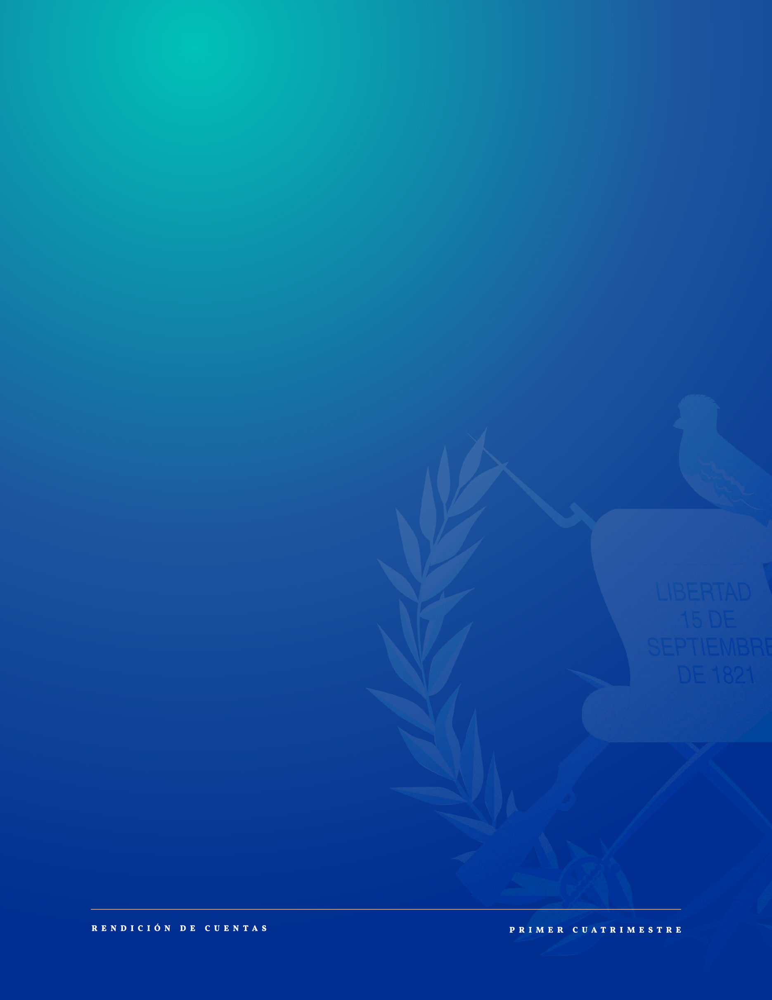 LIBERTAD
15 DE
SEPTIEMBRE
DE 1821
RENDICIÓN DE CUENTAS
PRIMER CUATRIMESTRE